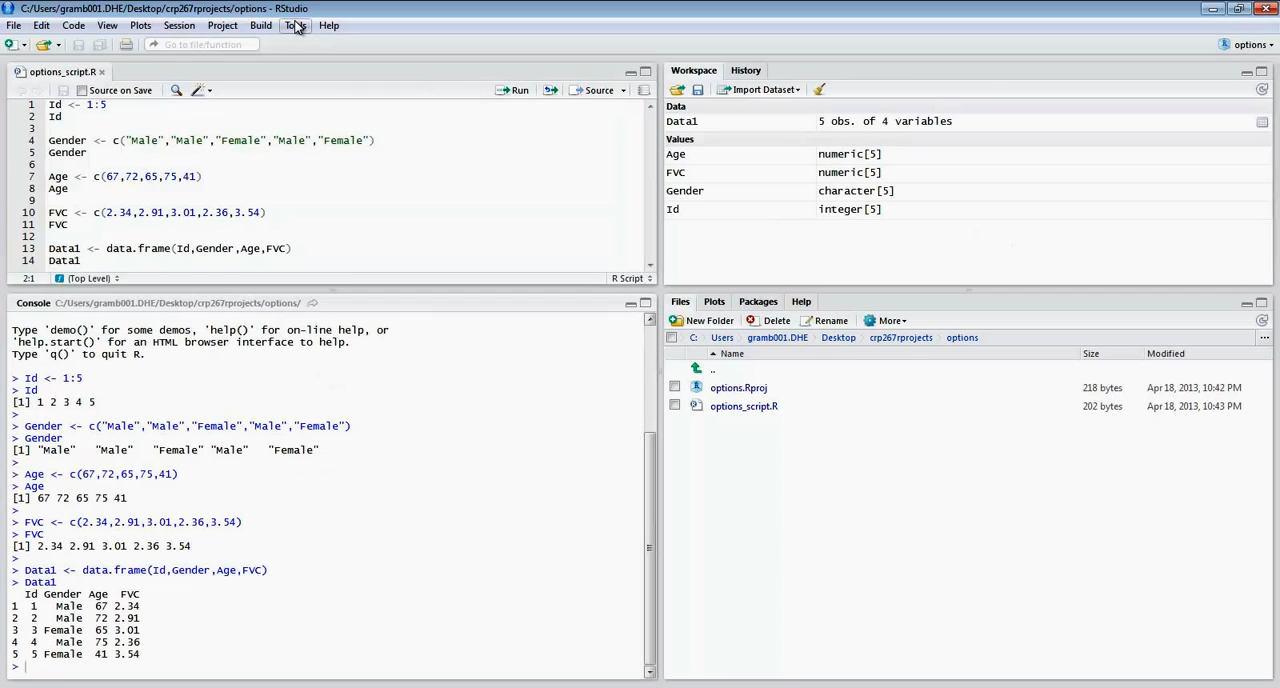 C:/Users/gramb001.DHE/Desktop/crp267rprojects/options - RStudio
File Edit Code View Plots Session Project Build Tools Help
Go to file/function
options
options_script.R
Source on Save
Run
Source
1 Id <- 1:5
2 Id
3
4 Gender <- c("Male","Male","Female","Male","Female")
5 Gender
6
7 Age <- c(67,72,65,75,41)
8 Age
9
10 FVC <- c(2.34,2.91,3.01,2.36,3.54)
11 FVC
12
13 Data1 <- data.frame(Id,Gender,Age,FVC)
14 Data1
2:1 (Top Level) R Script
Workspace History
Import Dataset
Data
Data1 5 obs. of 4 variables
Values
Age numeric[5]
FVC numeric[5]
Gender character[5]
Id integer[5]
Console C:/Users/gramb001.DHE/Desktop/crp267rprojects/options/
Type 'demo()' for some demos, 'help()' for on-line help, or
'help.start()' for an HTML browser interface to help.
Type 'q()' to quit R.
> Id <- 1:5
> Id
[1] 1 2 3 4 5
>
> Gender <- c("Male","Male","Female","Male","Female")
> Gender
[1] "Male" "Male" "Female" "Male" "Female"
>
> Age <- c(67,72,65,75,41)
> Age
[1] 67 72 65 75 41
>
> FVC <- c(2.34,2.91,3.01,2.36,3.54)
> FVC
[1] 2.34 2.91 3.01 2.36 3.54
>
> Data1 <- data.frame(Id,Gender,Age,FVC)
> Data1
Id Gender Age FVC
1 1 Male 67 2.34
2 2 Male 72 2.91
3 3 Female 65 3.01
4 4 Male 75 2.36
5 5 Female 41 3.54
>
Files Plots Packages Help
New Folder Delete Rename More
C: Users gramb001.DHE Desktop crp267rprojects options ...
Name Size Modified
..
options.Rproj 218 bytes Apr 18, 2013, 10:42 PM
options_script.R 202 bytes Apr 18, 2013, 10:43 PM